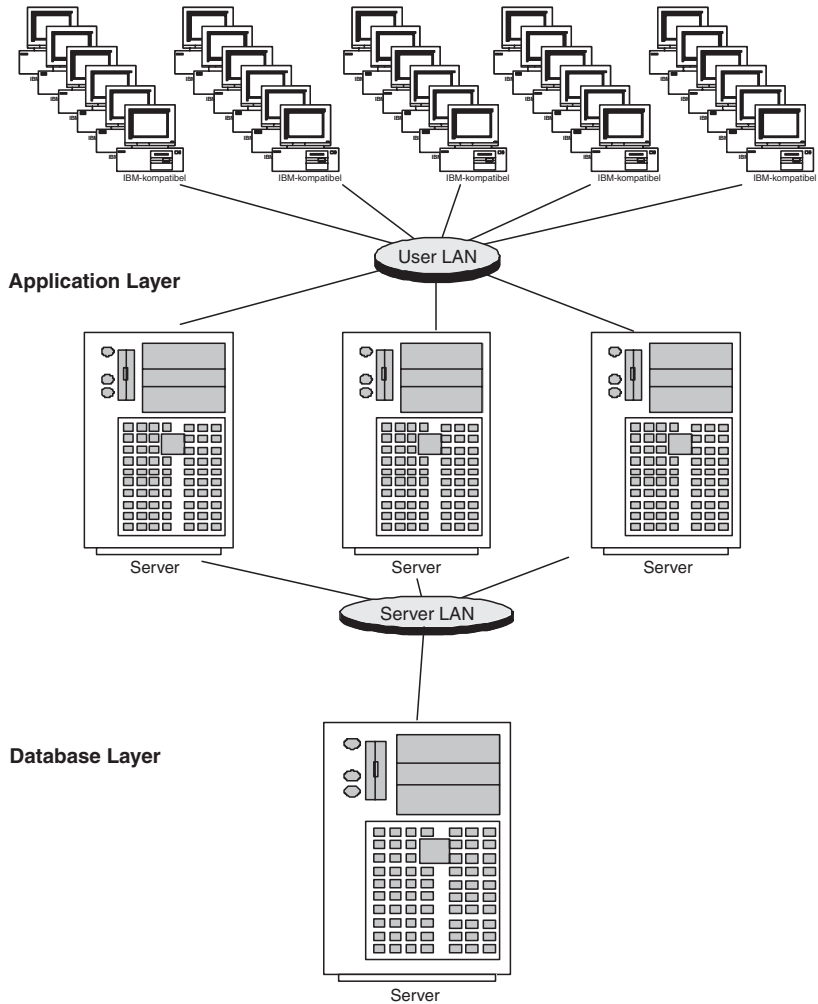 IBM-kompatibel IBM-kompatibel IBM-kompatibel IBM-kompatibel IBM-kompatibel
User LAN
Application Layer
Server Server Server
Server LAN
Database Layer
Server